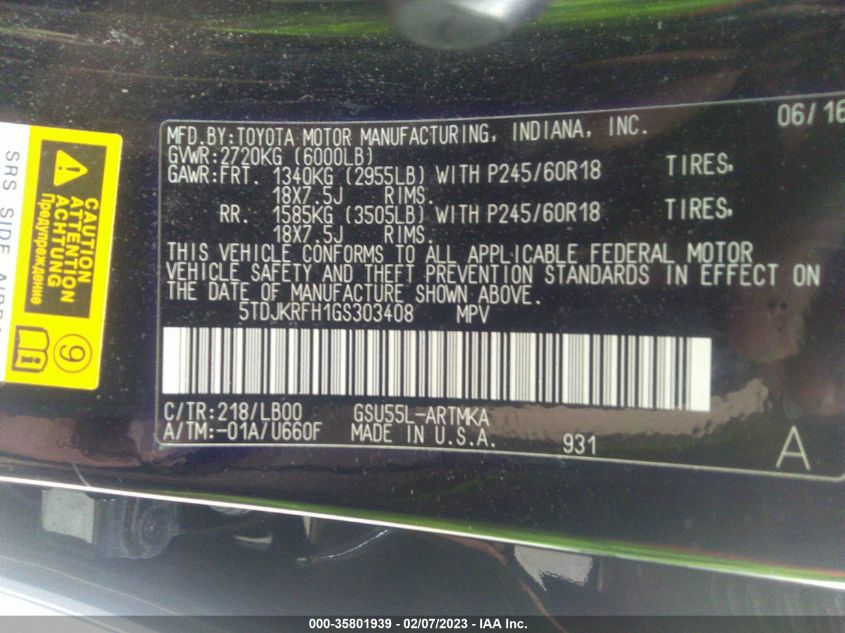 06/16
MFD.BY:TOYOTA MOTOR MANUFACTURING, INDIANA, INC.
GVWR:2720KG (6000LB)
GAWR:FRT. 1340KG (2955LB) WITH P245/60R18 TIRES,
18X7.5J RIMS.
RR. 1585KG (3505LB) WITH P245/60R18 TIRES,
18X7.5J RIMS.
THIS VEHICLE CONFORMS TO ALL APPLICABLE FEDERAL MOTOR
VEHICLE SAFETY AND THEFT PREVENTION STANDARDS IN EFFECT ON
THE DATE OF MANUFACTURE SHOWN ABOVE.
5TDJKRFH1GS303408 MPV
C/TR:218/LB00 GSU55L-ARTMKA
A/TM:-01A/U660F MADE IN U.S.A. 931
A
CAUTION
ATTENTION
ACHTUNG
Предупреждение
9
SRS SIDE AIRBA
000-35801939 - 02/07/2023 - IAA Inc.